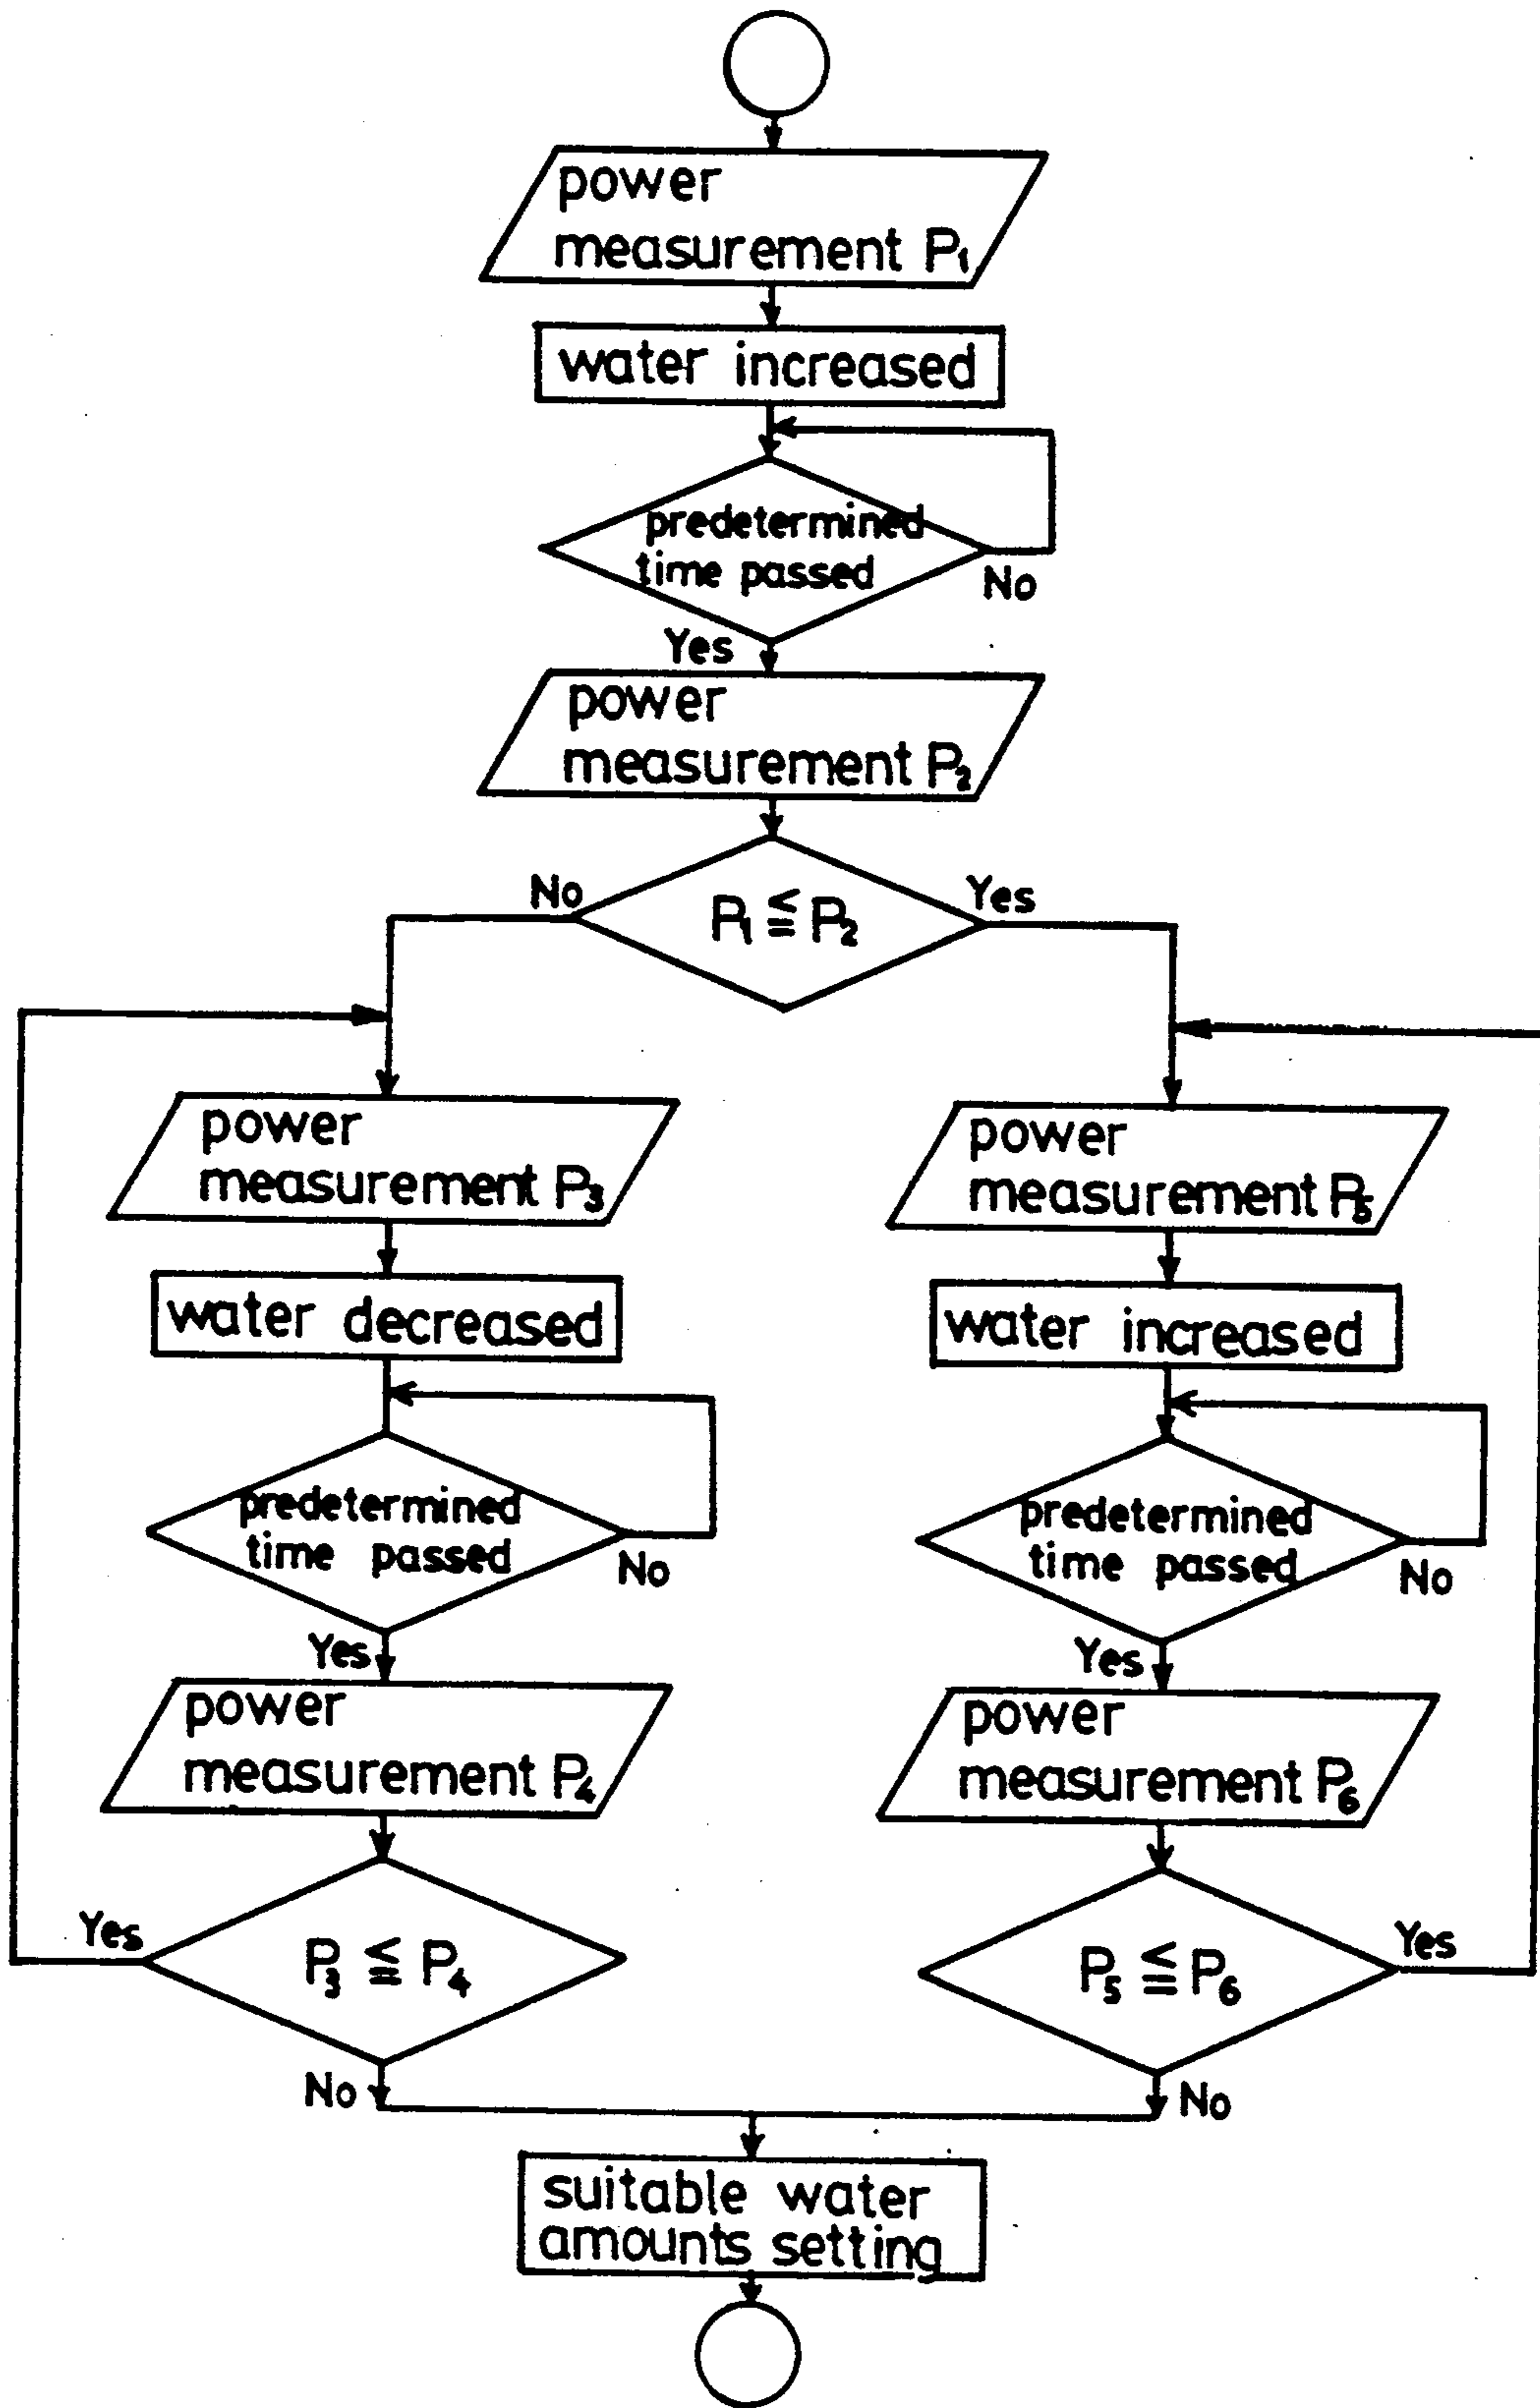 power
measurement P₁
water increased
predetermined
time passed
No
Yes
power
measurement P₂
No
P₁ ≦ P₂
Yes
power
measurement P₃
water decreased
predetermined
time passed
No
Yes
power
measurement P₄
Yes
P₃ ≦ P₄
No
power
measurement P₅
water increased
predetermined
time passed
No
Yes
power
measurement P₆
P₅ ≦ P₆
Yes
No
suitable water
amounts setting